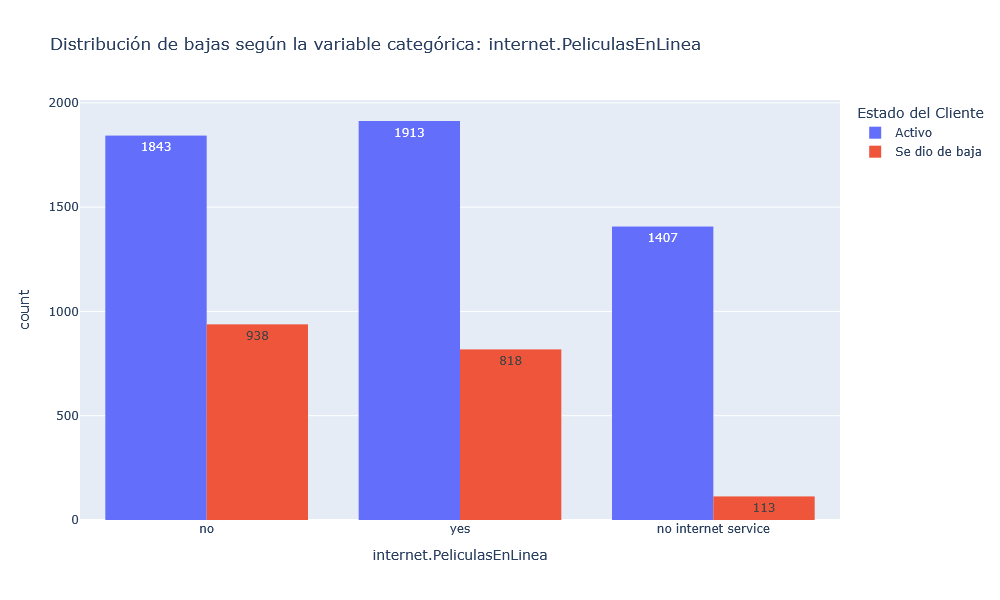 Distribución de bajas según la variable categórica: internet.PeliculasEnLinea
Estado del Cliente
Activo
Se dio de baja
count
2000
1500
1000
500
0
1843
938
1913
818
1407
113
no
yes
no internet service
internet.PeliculasEnLinea